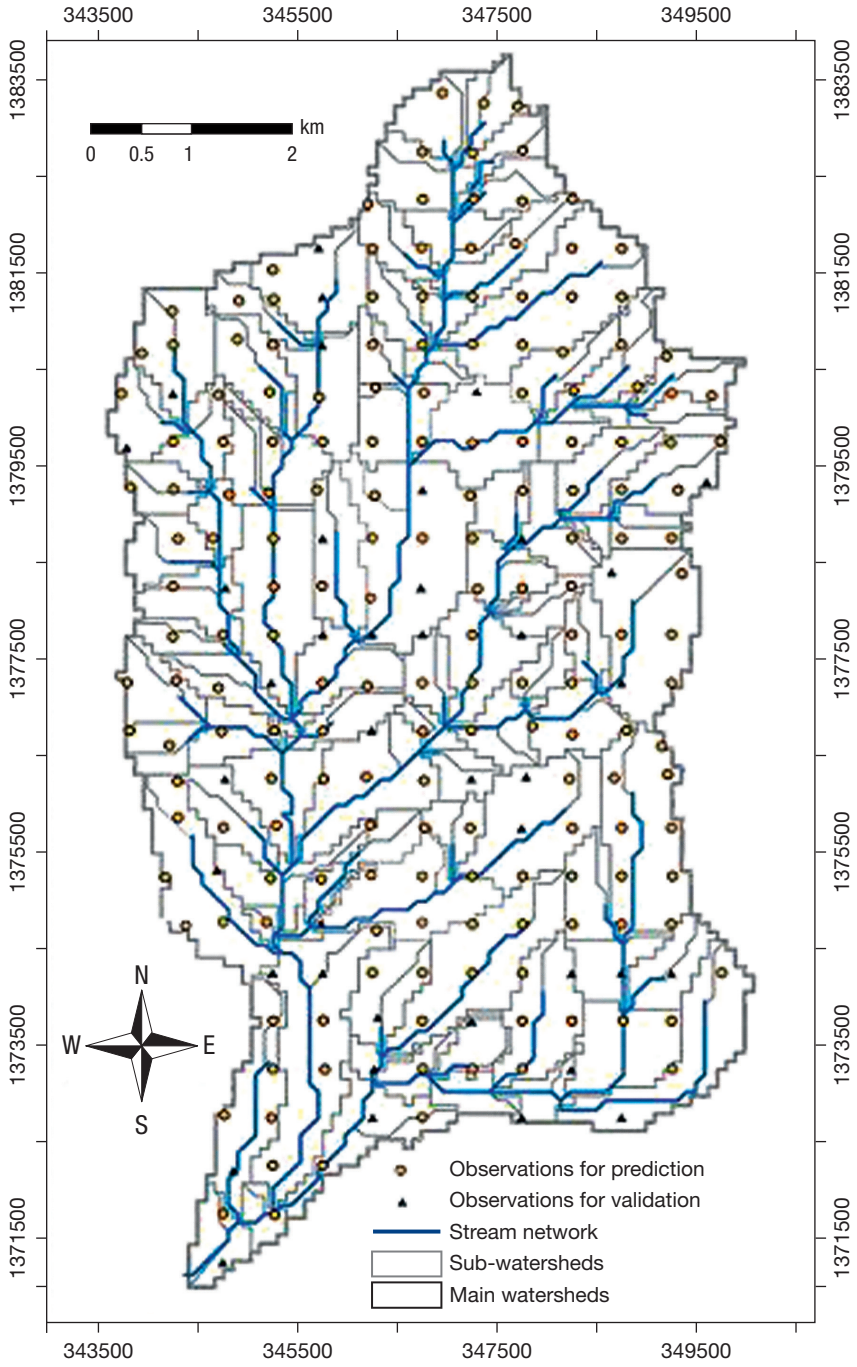 343500 345500 347500 349500
1383500 1383500
km
0 0.5 1 2
1381500 1381500
1379500 1379500
1377500 1377500
1375500 1375500
N
W E
S
1373500 1373500
Observations for prediction
Observations for validation
1371500 1371500
Stream network
Sub-watersheds
Main watersheds
343500 345500 347500 349500